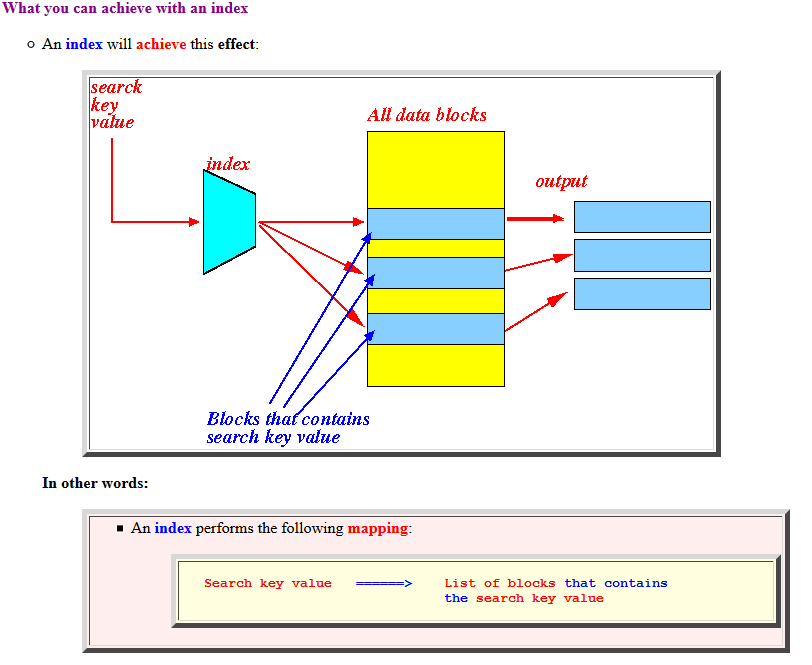 What you can achieve with an index
An index will achieve this effect:
searck
key
value
All data blocks
index
output
Blocks that contains
search key value
In other words:
An index performs the following mapping:
Search key value ======> List of blocks that contains
the search key value